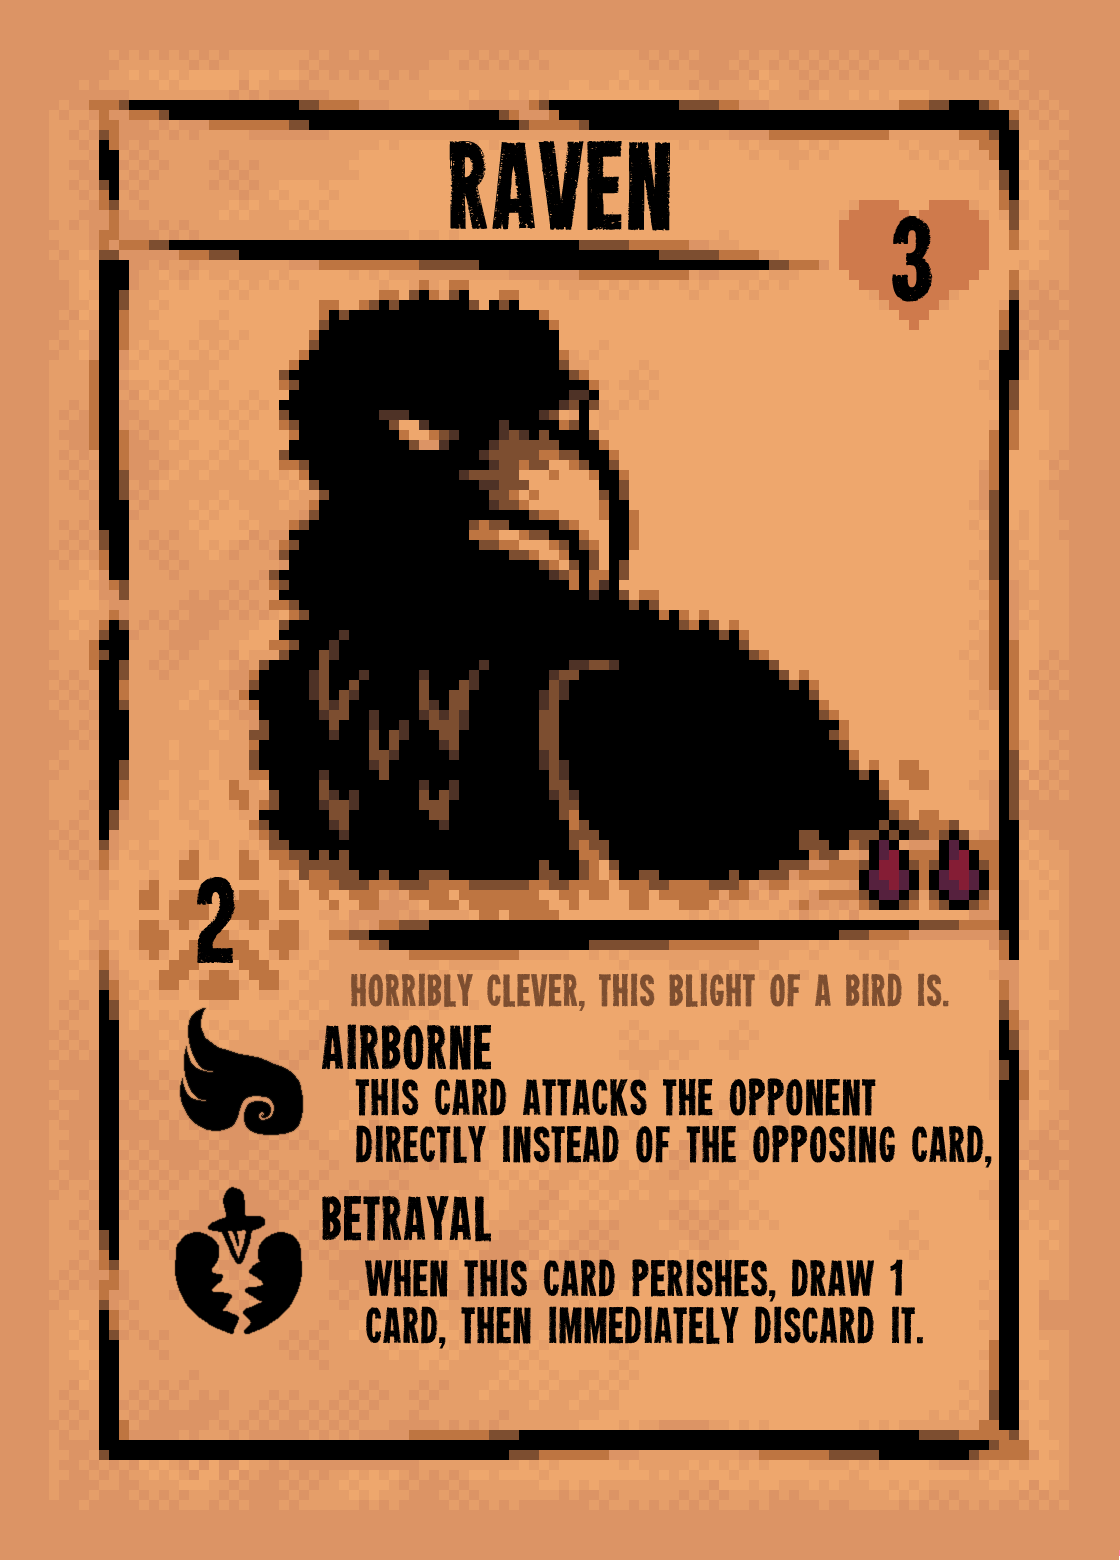 RAVEN
3
2
HORRIBLY CLEVER, THIS BLIGHT OF A BIRD IS.
AIRBORNE
THIS CARD ATTACKS THE OPPONENT
DIRECTLY INSTEAD OF THE OPPOSING CARD,
BETRAYAL
WHEN THIS CARD PERISHES, DRAW 1
CARD, THEN IMMEDIATELY DISCARD IT.